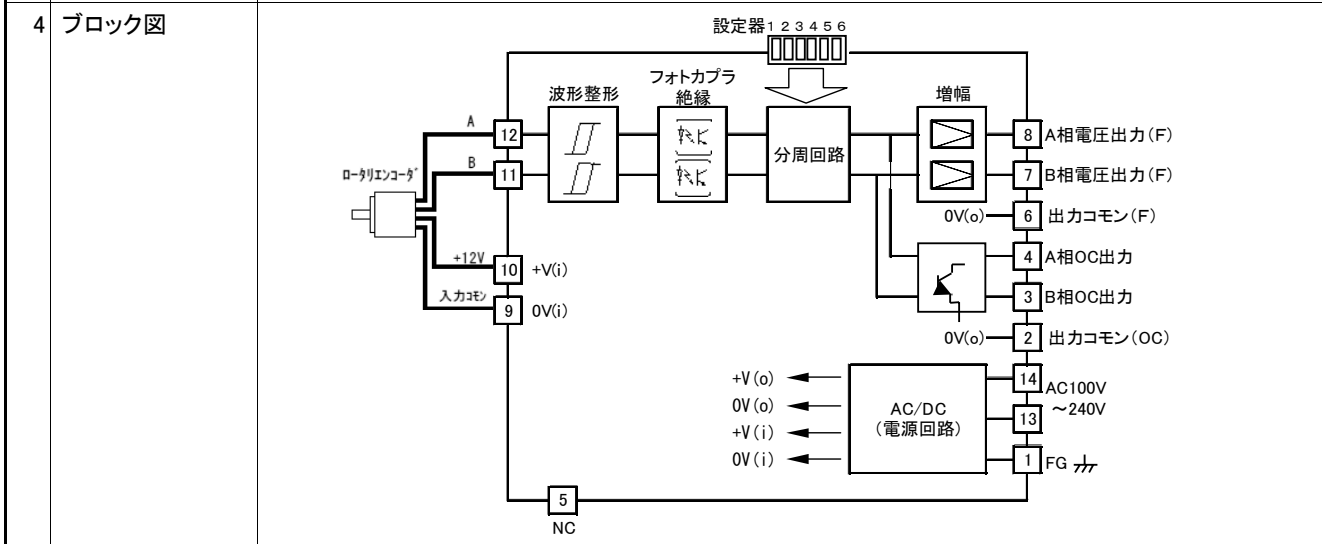 4 ブロック図
設定器 1 2 3 4 5 6
波形整形
フォトカプラ
絶縁
増幅
A
12
B
11
ロータリエンコーダ
分周回路
8 A相電圧出力(F)
7 B相電圧出力(F)
0V(o) 6 出力コモン(F)
+12V
10 +V(i)
4 A相OC出力
入力コモン
9 0V(i)
3 B相OC出力
0V(o) 2 出力コモン(OC)
+V(o)
0V(o)
+V(i)
0V(i)
AC/DC
(電源回路)
14 AC100V
13 ~240V
1 FG
5
NC